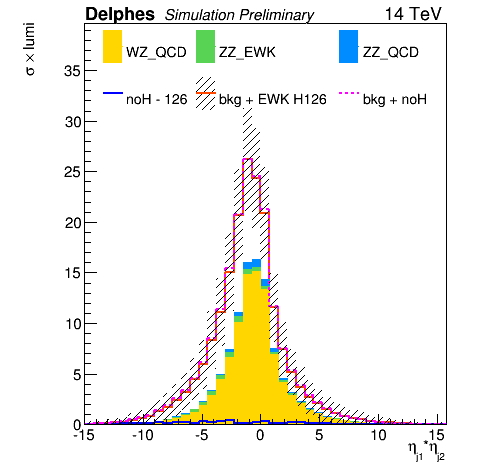 Delphes Simulation Preliminary 14 TeV
σ × lumi
WZ_QCD ZZ_EWK ZZ_QCD
noH - 126 bkg + EWK H126 bkg + noH
35
30
25
20
15
10
5
0
-15 -10 -5 0 5 10 15
η_j1*η_j2